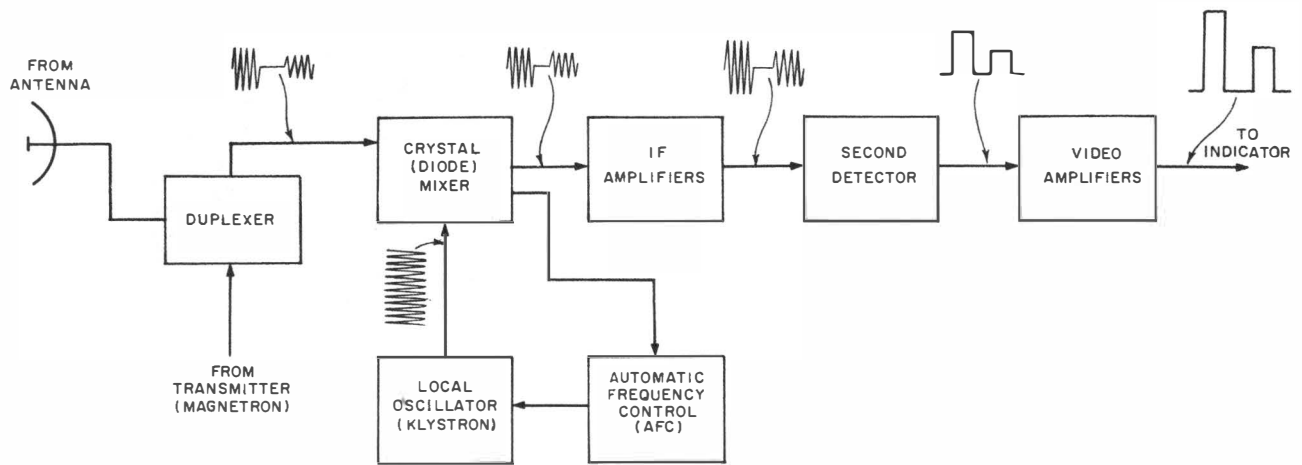 FROM
ANTENNA
DUPLEXER
FROM
TRANSMITTER
(MAGNETRON)
CRYSTAL
(DIODE)
MIXER
LOCAL
OSCILLATOR
(KLYSTRON)
AUTOMATIC
FREQUENCY
CONTROL
(AFC)
IF
AMPLIFIERS
SECOND
DETECTOR
VIDEO
AMPLIFIERS
TO
INDICATOR